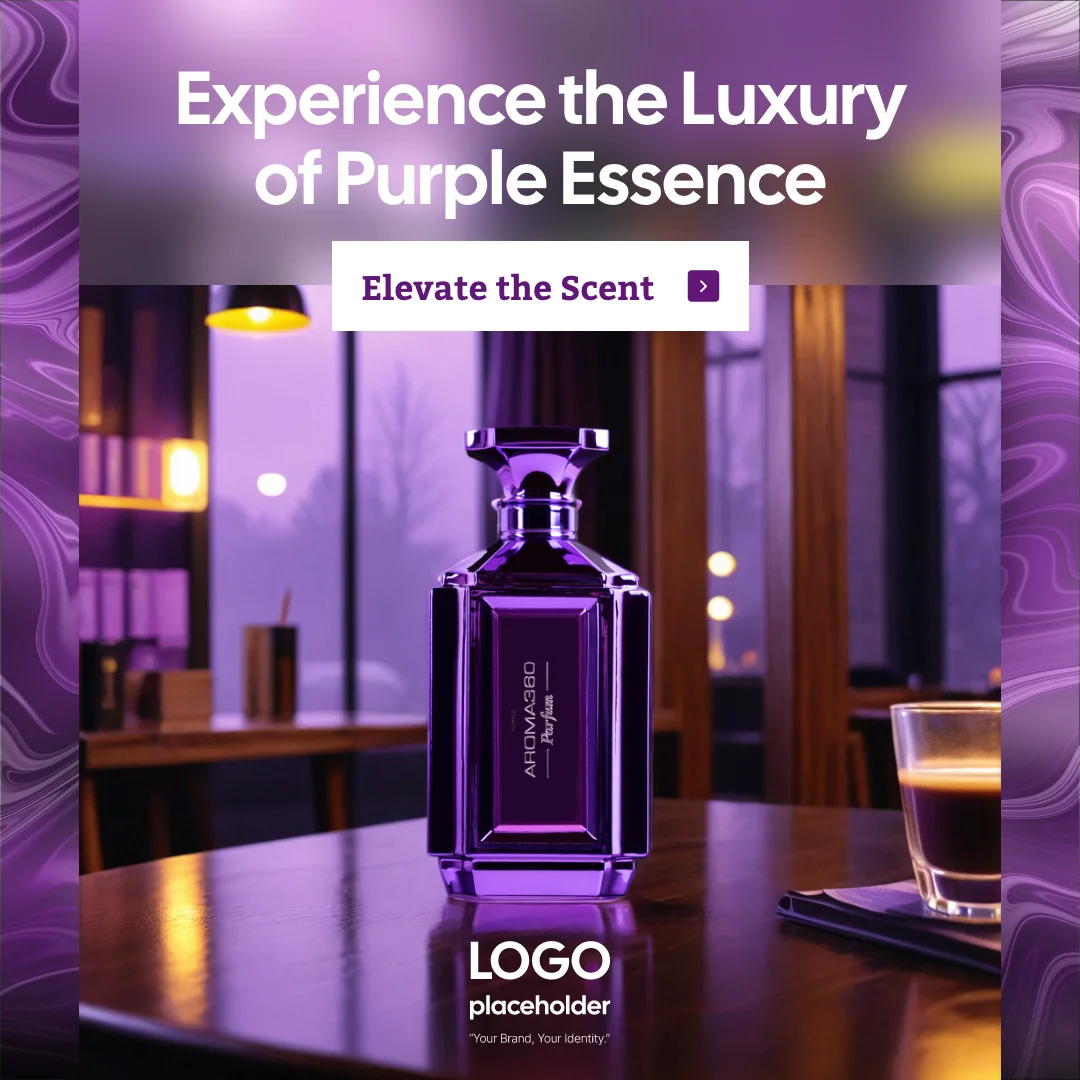 Experience the Luxury
of Purple Essence
Elevate the Scent
AROMA360
Parfum
LOGO
placeholder
“Your Brand, Your Identity.”